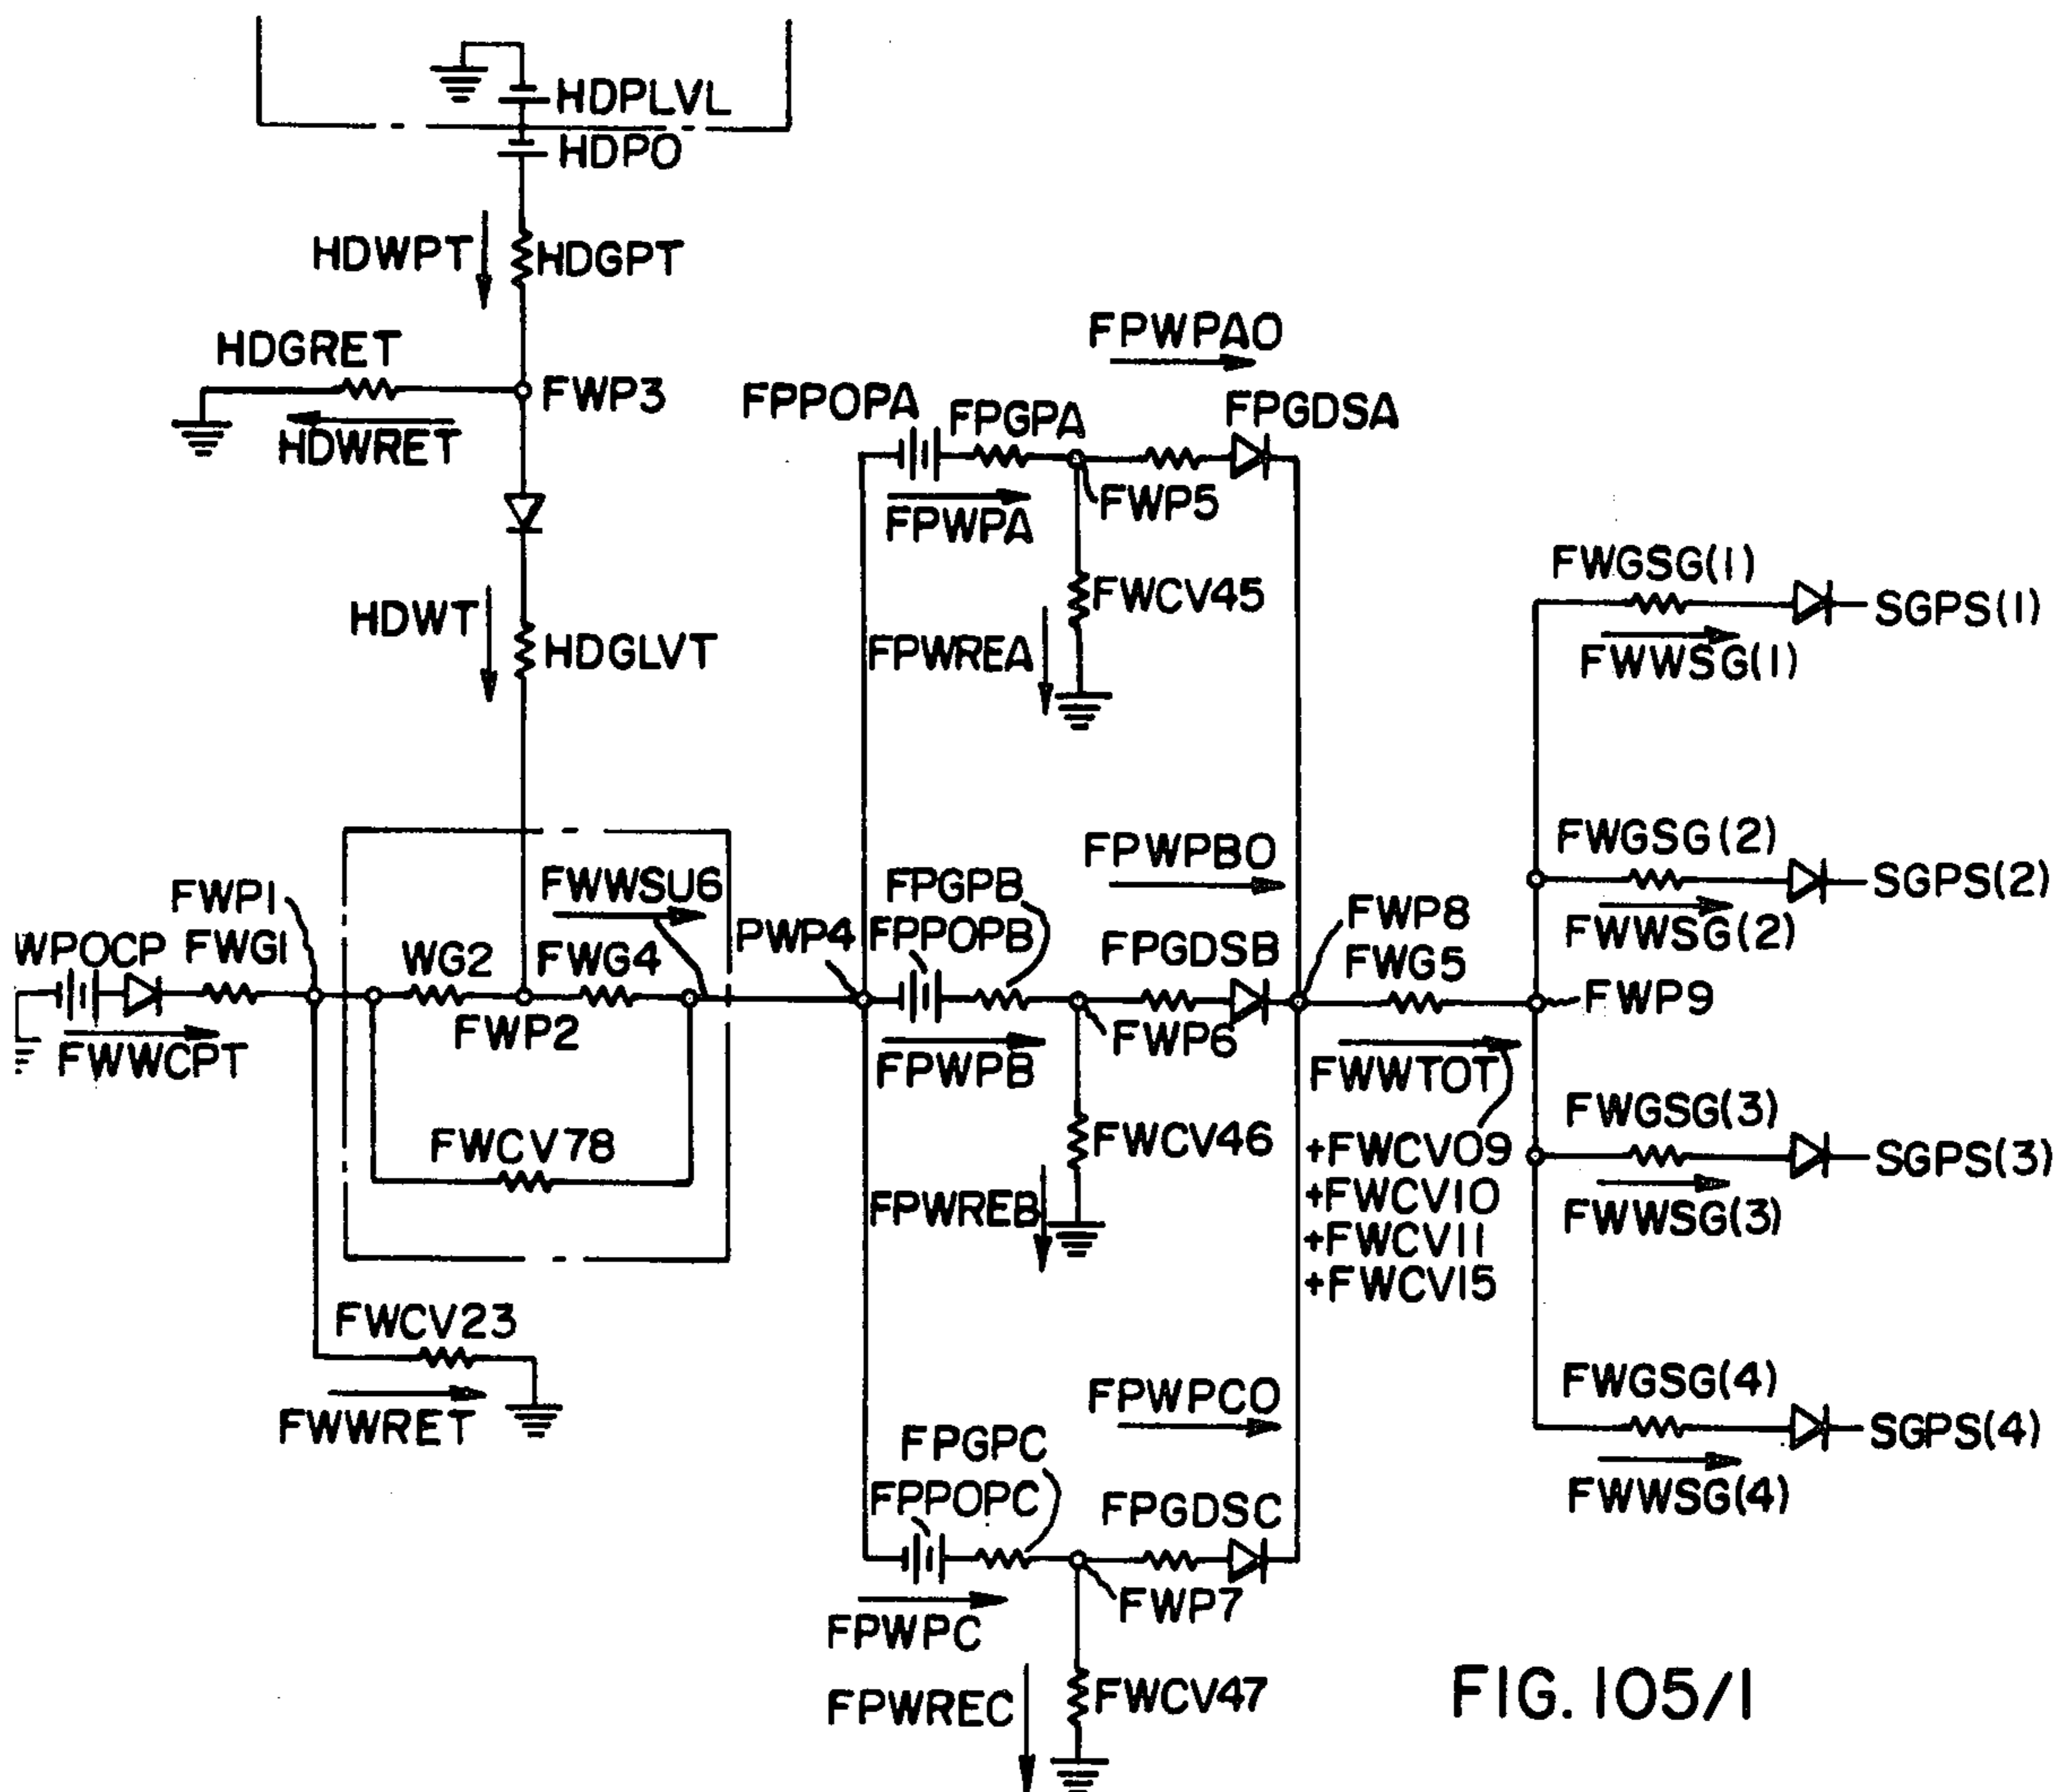 HDPLVL
HDPO
HDWPT
HDGPT
HDGRET
FWP3
HDWRET
HDWT
HDGLVT
FPWPAO
FPPOPA
FPGPA
FPGDSA
FPWPA
FWP5
FWCV45
FPWREA
FWGSG(1)
SGPS(1)
FWWSG(1)
FWGSG(2)
SGPS(2)
FWWSG(2)
FWP1
WPOCP
FWG1
FWWCPT
WG2
FWWSU6
FWG4
FWP2
FWCV78
FWCV23
FWWRET
PWP4
FPWPBO
FPGPB
FPPOPB
FPGDSB
FPWPB
FWP6
FWCV46
FPWREB
FWP8
FWG5
FWP9
FWWTOT
+FWCV09
+FWCV10
+FWCV11
+FWCV15
FWGSG(3)
SGPS(3)
FWWSG(3)
FWGSG(4)
SGPS(4)
FWWSG(4)
FPWPCO
FPGPC
FPPOPC
FPGDSC
FPWPC
FWP7
FPWREC
FWCV47
FIG. 105/1